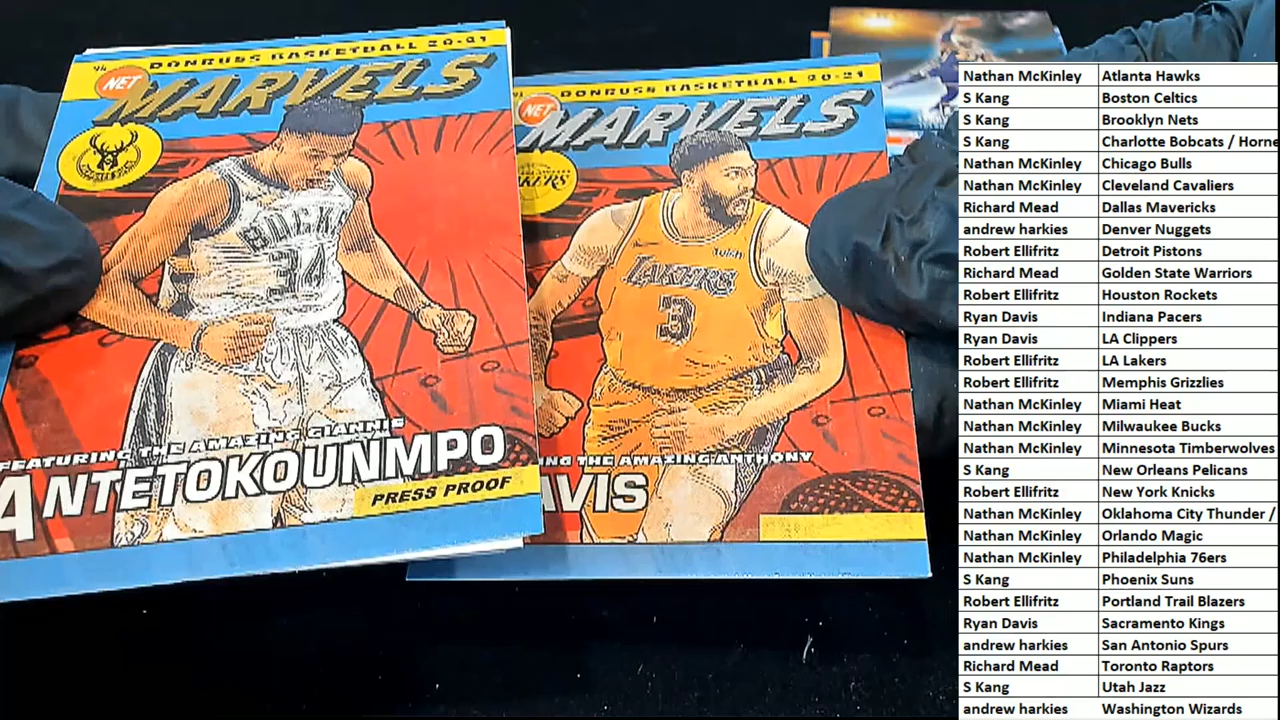 DONRUSS BASKETBALL 20-21
NET
MARVELS
BUCKS
34
FEATURING THE AMAZING GIANNIS
ANTETOKOUNMPO
PRESS PROOF
DONRUSS BASKETBALL 20-21
NET
MARVELS
KERS
LAKERS
3
ING THE AMAZING ANTHONY
AVIS
Nathan McKinley Atlanta Hawks
S Kang Boston Celtics
S Kang Brooklyn Nets
S Kang Charlotte Bobcats / Horne
Nathan McKinley Chicago Bulls
Nathan McKinley Cleveland Cavaliers
Richard Mead Dallas Mavericks
andrew harkies Denver Nuggets
Robert Ellifritz Detroit Pistons
Richard Mead Golden State Warriors
Robert Ellifritz Houston Rockets
Ryan Davis Indiana Pacers
Ryan Davis LA Clippers
Robert Ellifritz LA Lakers
Robert Ellifritz Memphis Grizzlies
Nathan McKinley Miami Heat
Nathan McKinley Milwaukee Bucks
Nathan McKinley Minnesota Timberwolves
S Kang New Orleans Pelicans
Robert Ellifritz New York Knicks
Nathan McKinley Oklahoma City Thunder /
Nathan McKinley Orlando Magic
Nathan McKinley Philadelphia 76ers
S Kang Phoenix Suns
Robert Ellifritz Portland Trail Blazers
Ryan Davis Sacramento Kings
andrew harkies San Antonio Spurs
Richard Mead Toronto Raptors
S Kang Utah Jazz
andrew harkies Washington Wizards